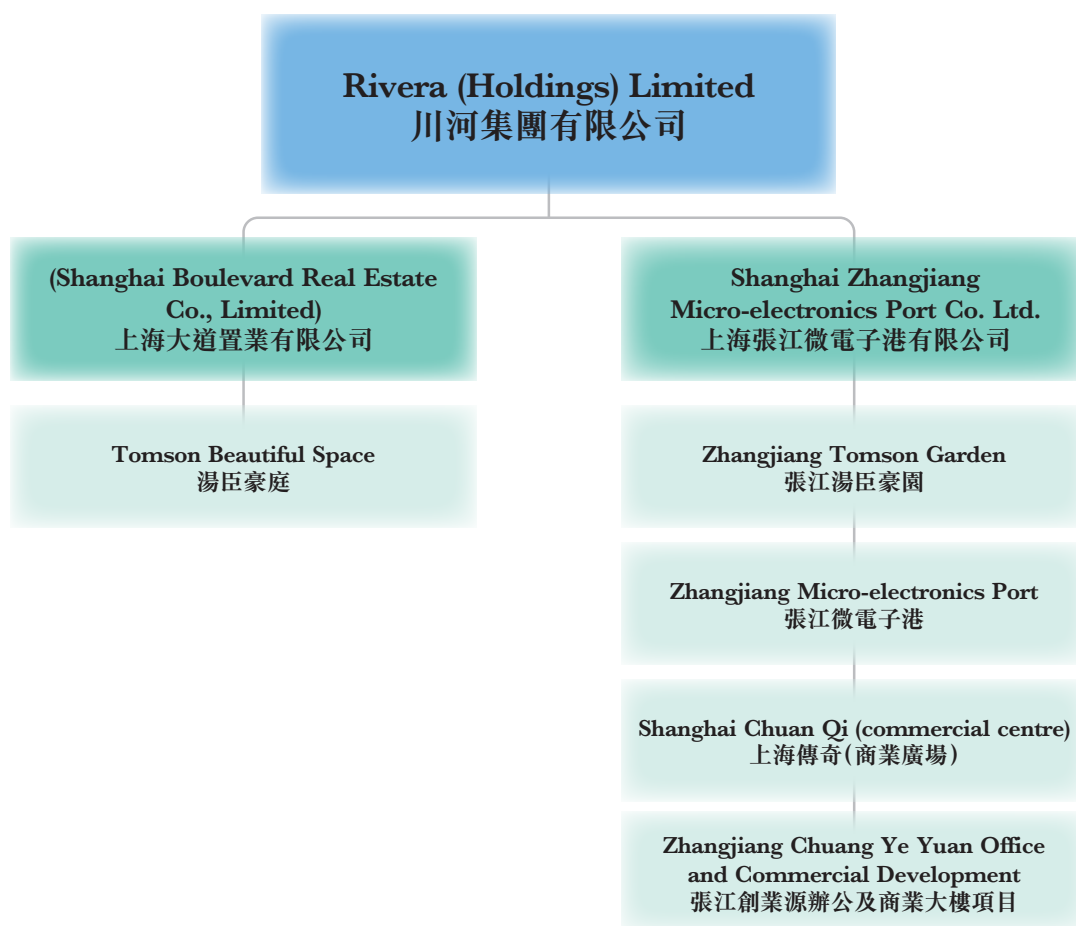 Rivera (Holdings) Limited
川河集團有限公司
(Shanghai Boulevard Real Estate
Co., Limited)
上海大道置業有限公司
Shanghai Zhangjiang
Micro-electronics Port Co. Ltd.
上海張江微電子港有限公司
Tomson Beautiful Space
湯臣豪庭
Zhangjiang Tomson Garden
張江湯臣豪園
Zhangjiang Micro-electronics Port
張江微電子港
Shanghai Chuan Qi (commercial centre)
上海傳奇(商業廣場)
Zhangjiang Chuang Ye Yuan Office
and Commercial Development
張江創業源辦公及商業大樓項目